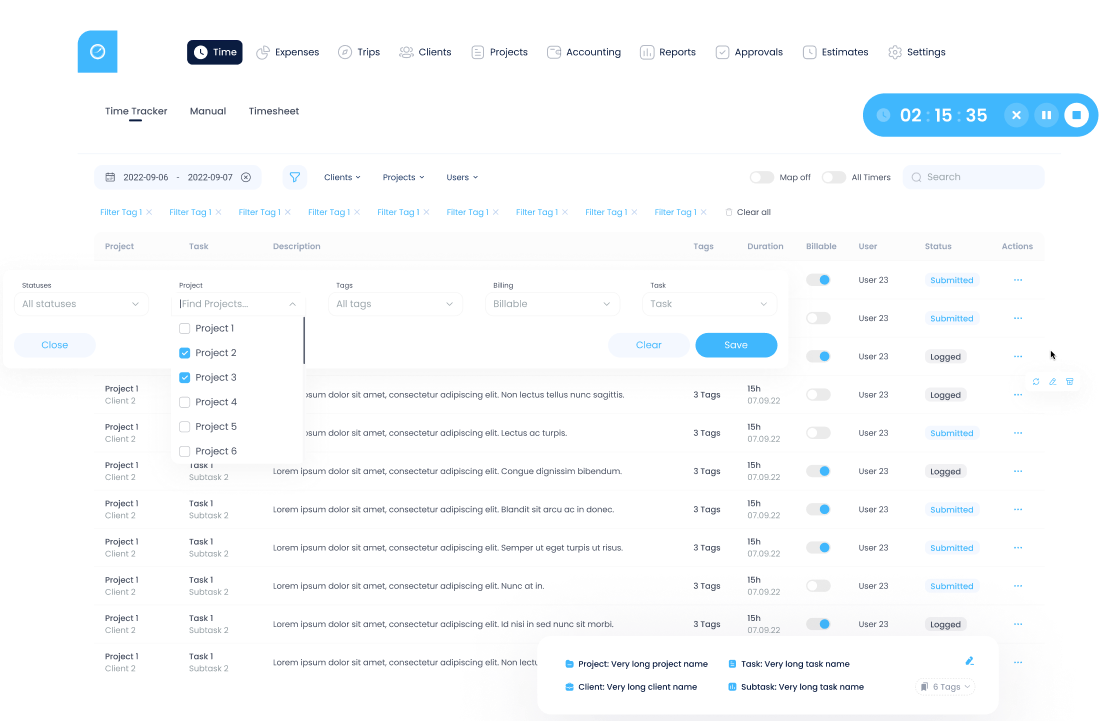 Time Expenses Trips Clients Projects Accounting Reports Approvals Estimates Settings
Time Tracker Manual Timesheet
02 : 15 : 35
2022-09-06 - 2022-09-07 Clients Projects Users Map off All Timers Search
Filter Tag 1 Filter Tag 1 Filter Tag 1 Filter Tag 1 Filter Tag 1 Filter Tag 1 Filter Tag 1 Filter Tag 1 Filter Tag 1 Clear all
Project Task Description Tags Duration Billable User Status Actions
Statuses Project Tags Billing Task
All statuses Find Projects... All tags Billable Task
Close Clear Save
Project 1
Project 2
Project 3
Project 4
Project 5
Project 6
User 23 Submitted
User 23 Submitted
User 23 Logged
Project 1 sum dolor sit amet, consectetur adipiscing elit. Non lectus tellus nunc sagittis. 3 Tags 15h User 23 Logged
Client 2 07.09.22
Project 1 sum dolor sit amet, consectetur adipiscing elit. Lectus ac turpis. 3 Tags 15h User 23 Submitted
Client 2 07.09.22
Project 1 Task 1 Lorem ipsum dolor sit amet, consectetur adipiscing elit. Congue dignissim bibendum. 3 Tags 15h User 23 Logged
Client 2 Subtask 2 07.09.22
Project 1 Task 1 Lorem ipsum dolor sit amet, consectetur adipiscing elit. Blandit sit arcu ac in donec. 3 Tags 15h User 23 Submitted
Client 2 Subtask 2 07.09.22
Project 1 Task 1 Lorem ipsum dolor sit amet, consectetur adipiscing elit. Semper ut eget turpis ut risus. 3 Tags 15h User 23 Submitted
Client 2 Subtask 2 07.09.22
Project 1 Task 1 Lorem ipsum dolor sit amet, consectetur adipiscing elit. Nunc at in. 3 Tags 15h User 23 Submitted
Client 2 Subtask 2 07.09.22
Project 1 Task 1 Lorem ipsum dolor sit amet, consectetur adipiscing elit. Id nisi in sed nunc sit morbi. 3 Tags 15h User 23 Logged
Client 2 Subtask 2 07.09.22
Project 1 Task 1 Lorem ipsum dolor sit amet, consectetur adipiscing elit. Non lectu
Client 2 Subtask 2
Project: Very long project name Task: Very long task name
Client: Very long client name Subtask: Very long task name 6 Tags